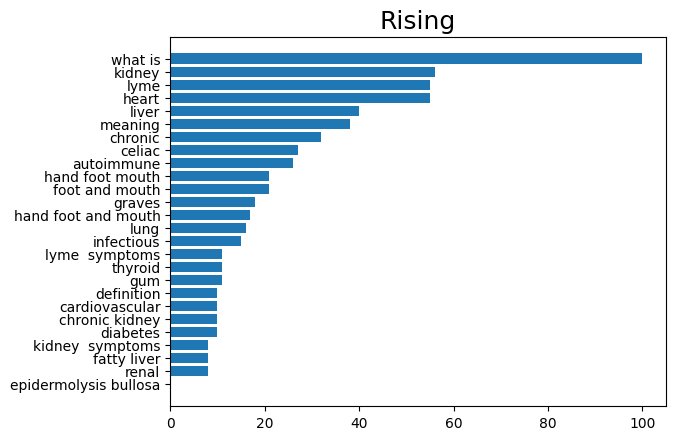 Rising
what is
kidney
lyme
heart
liver
meaning
chronic
celiac
autoimmune
hand foot mouth
foot and mouth
graves
hand foot and mouth
lung
infectious
lyme  symptoms
thyroid
gum
definition
cardiovascular
chronic kidney
diabetes
kidney  symptoms
fatty liver
renal
epidermolysis bullosa
0 20 40 60 80 100